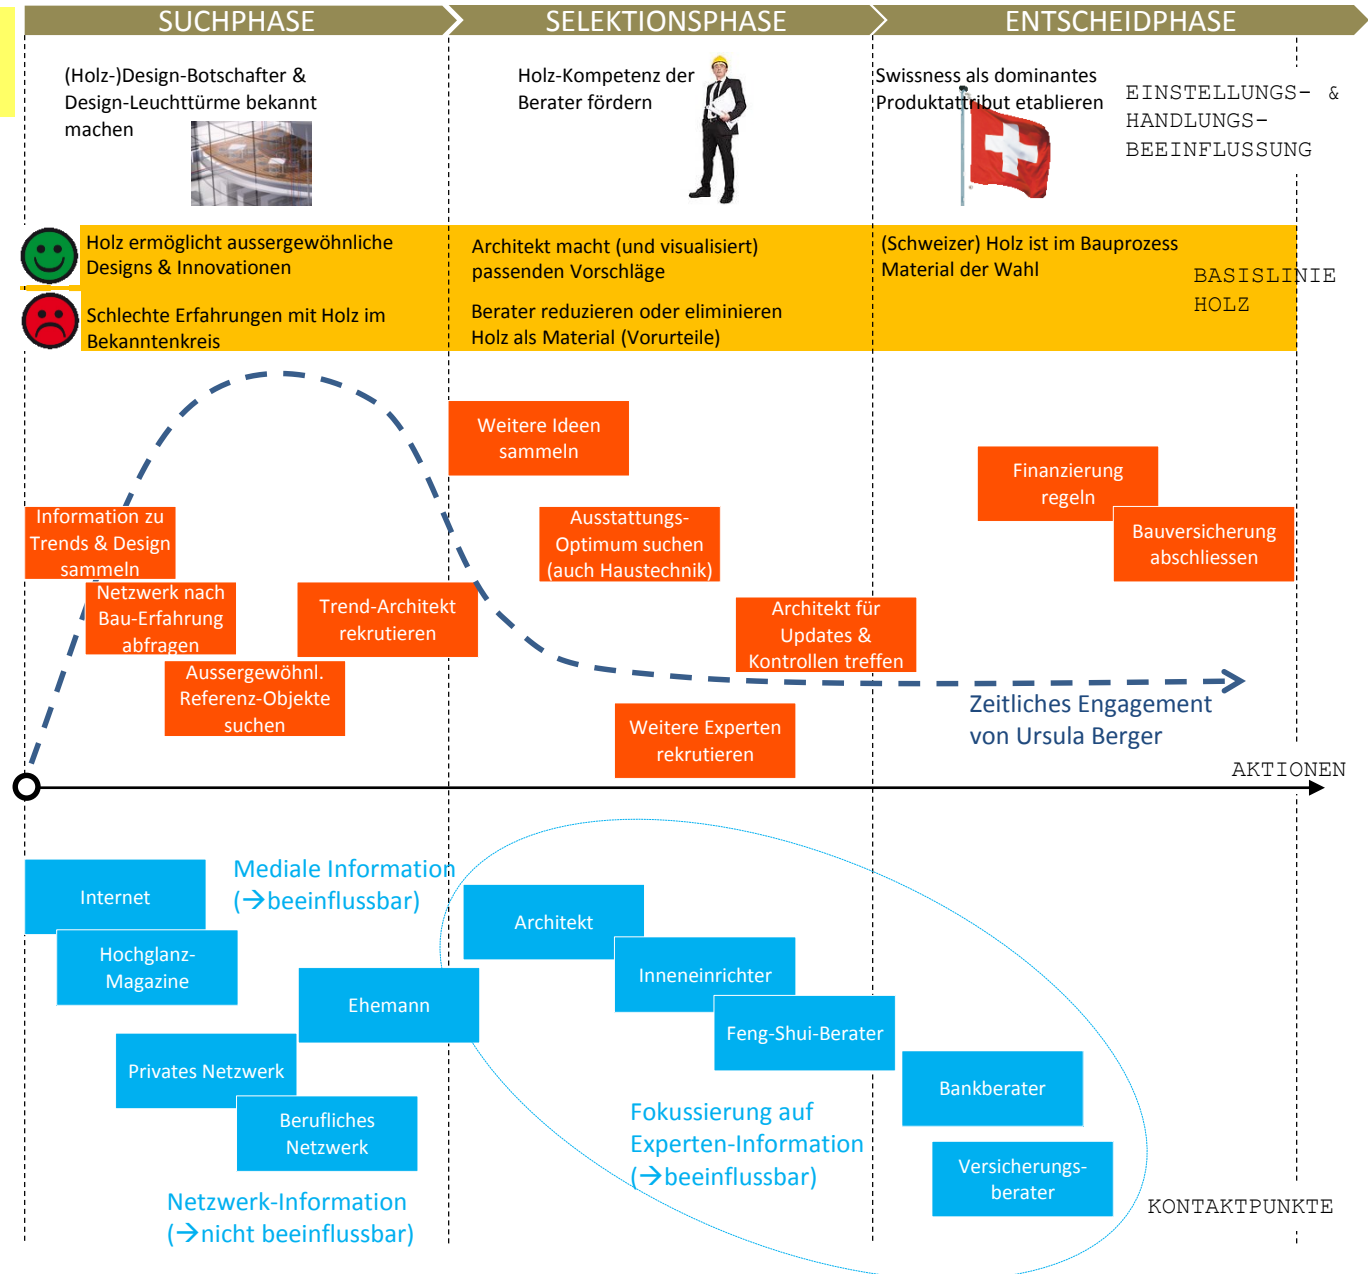 SUCHPHASE
SELEKTIONSPHASE
ENTSCHEIDPHASE
(Holz-)Design-Botschafter &
Design-Leuchttürme bekannt
machen
Holz-Kompetenz der
Berater fördern
Swissness als dominantes
Produktattribut etablieren
EINSTELLUNGS- &
HANDLUNGS-
BEEINFLUSSUNG
Holz ermöglicht aussergewöhnliche
Designs & Innovationen
Architekt macht (und visualisiert)
passenden Vorschläge
(Schweizer) Holz ist im Bauprozess
Material der Wahl
BASISLINIE
HOLZ
Schlechte Erfahrungen mit Holz im
Bekanntenkreis
Berater reduzieren oder eliminieren
Holz als Material (Vorurteile)
Weitere Ideen
sammeln
Finanzierung
regeln
Information zu
Trends & Design
sammeln
Ausstattungs-
Optimum suchen
(auch Haustechnik)
Bauversicherung
abschliessen
Netzwerk nach
Bau-Erfahrung
abfragen
Trend-Architekt
rekrutieren
Architekt für
Updates &
Kontrollen treffen
Aussergewöhnl.
Referenz-Objekte
suchen
Weitere Experten
rekrutieren
Zeitliches Engagement
von Ursula Berger
AKTIONEN
Internet
Mediale Information
(→beeinflussbar)
Architekt
Hochglanz-
Magazine
Inneneinrichter
Ehemann
Feng-Shui-Berater
Privates Netzwerk
Bankberater
Berufliches
Netzwerk
Fokussierung auf
Experten-Information
(→beeinflussbar)
Versicherungs-
berater
Netzwerk-Information
(→nicht beeinflussbar)
KONTAKTPUNKTE